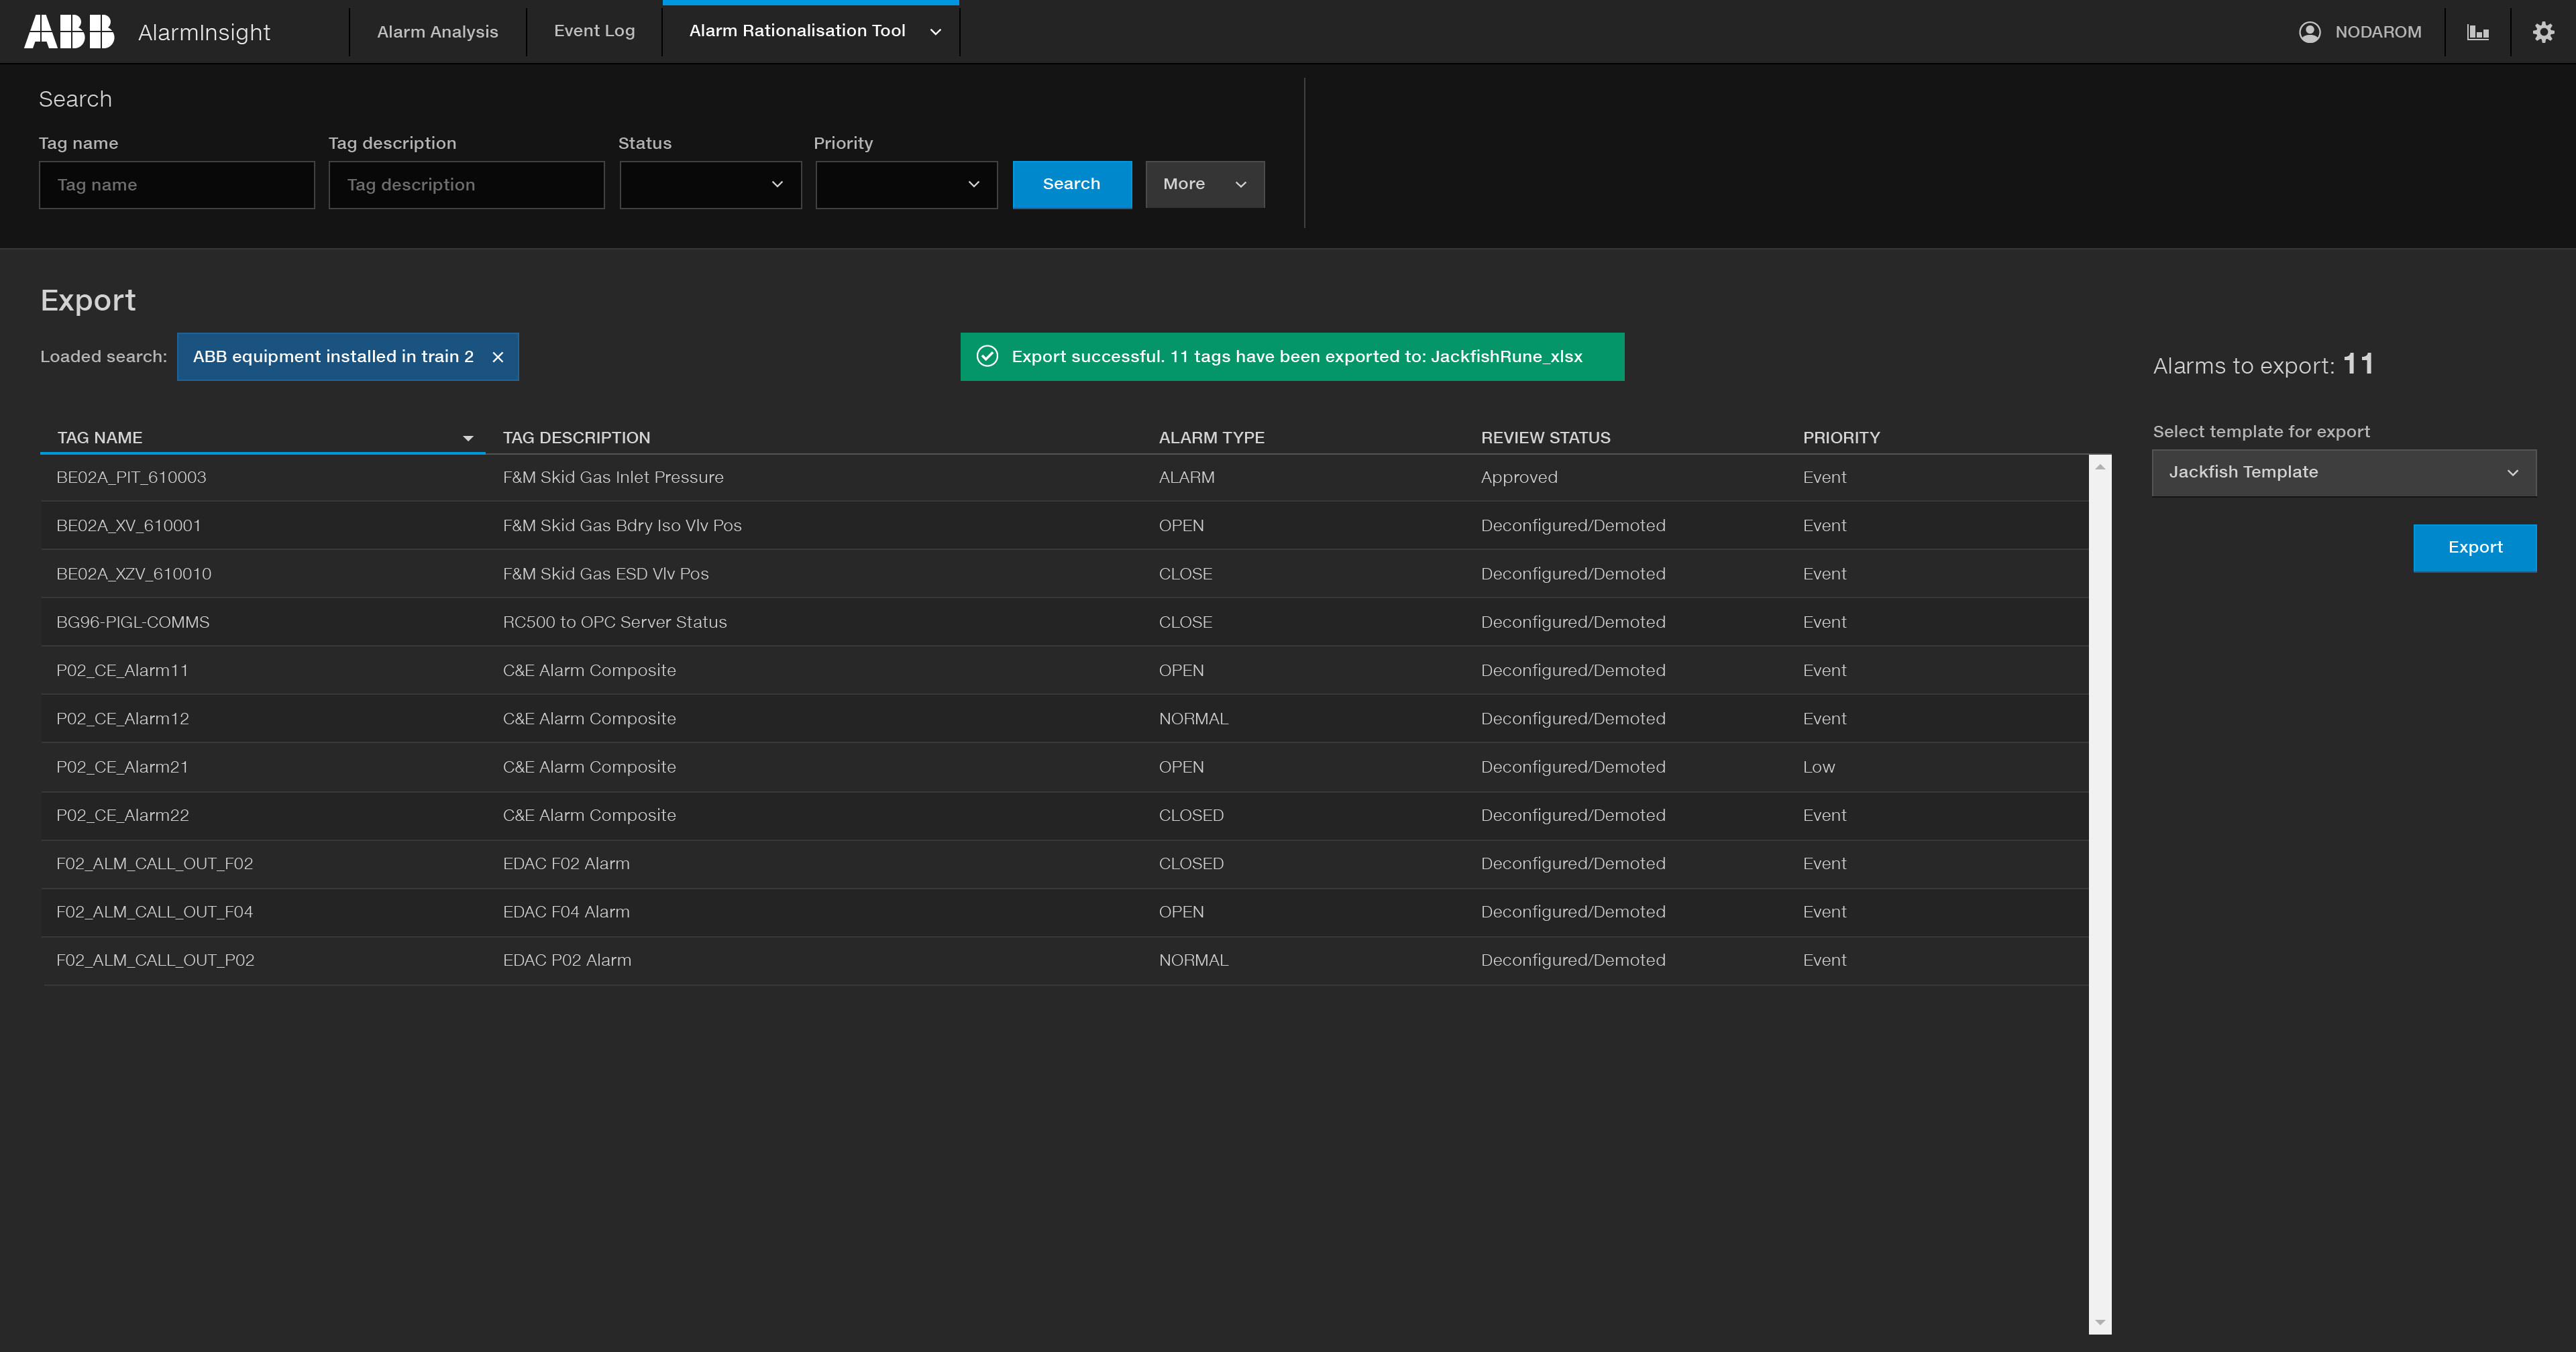 ABB AlarmInsight Alarm Analysis Event Log Alarm Rationalisation Tool NODAROM
Search
Tag name Tag description Status Priority
Tag name Tag description Search More
Export
Loaded search: ABB equipment installed in train 2 Export successful. 11 tags have been exported to: JackfishRune_xlsx
Alarms to export: 11
Select template for export
Jackfish Template
Export
TAG NAME TAG DESCRIPTION ALARM TYPE REVIEW STATUS PRIORITY
BE02A_PIT_610003 F&M Skid Gas Inlet Pressure ALARM Approved Event
BE02A_XV_610001 F&M Skid Gas Bdry Iso Vlv Pos OPEN Deconfigured/Demoted Event
BE02A_XZV_610010 F&M Skid Gas ESD Vlv Pos CLOSE Deconfigured/Demoted Event
BG96-PIGL-COMMS RC500 to OPC Server Status CLOSE Deconfigured/Demoted Event
P02_CE_Alarm11 C&E Alarm Composite OPEN Deconfigured/Demoted Event
P02_CE_Alarm12 C&E Alarm Composite NORMAL Deconfigured/Demoted Event
P02_CE_Alarm21 C&E Alarm Composite OPEN Deconfigured/Demoted Low
P02_CE_Alarm22 C&E Alarm Composite CLOSED Deconfigured/Demoted Event
F02_ALM_CALL_OUT_F02 EDAC F02 Alarm CLOSED Deconfigured/Demoted Event
F02_ALM_CALL_OUT_F04 EDAC F04 Alarm OPEN Deconfigured/Demoted Event
F02_ALM_CALL_OUT_P02 EDAC P02 Alarm NORMAL Deconfigured/Demoted Event